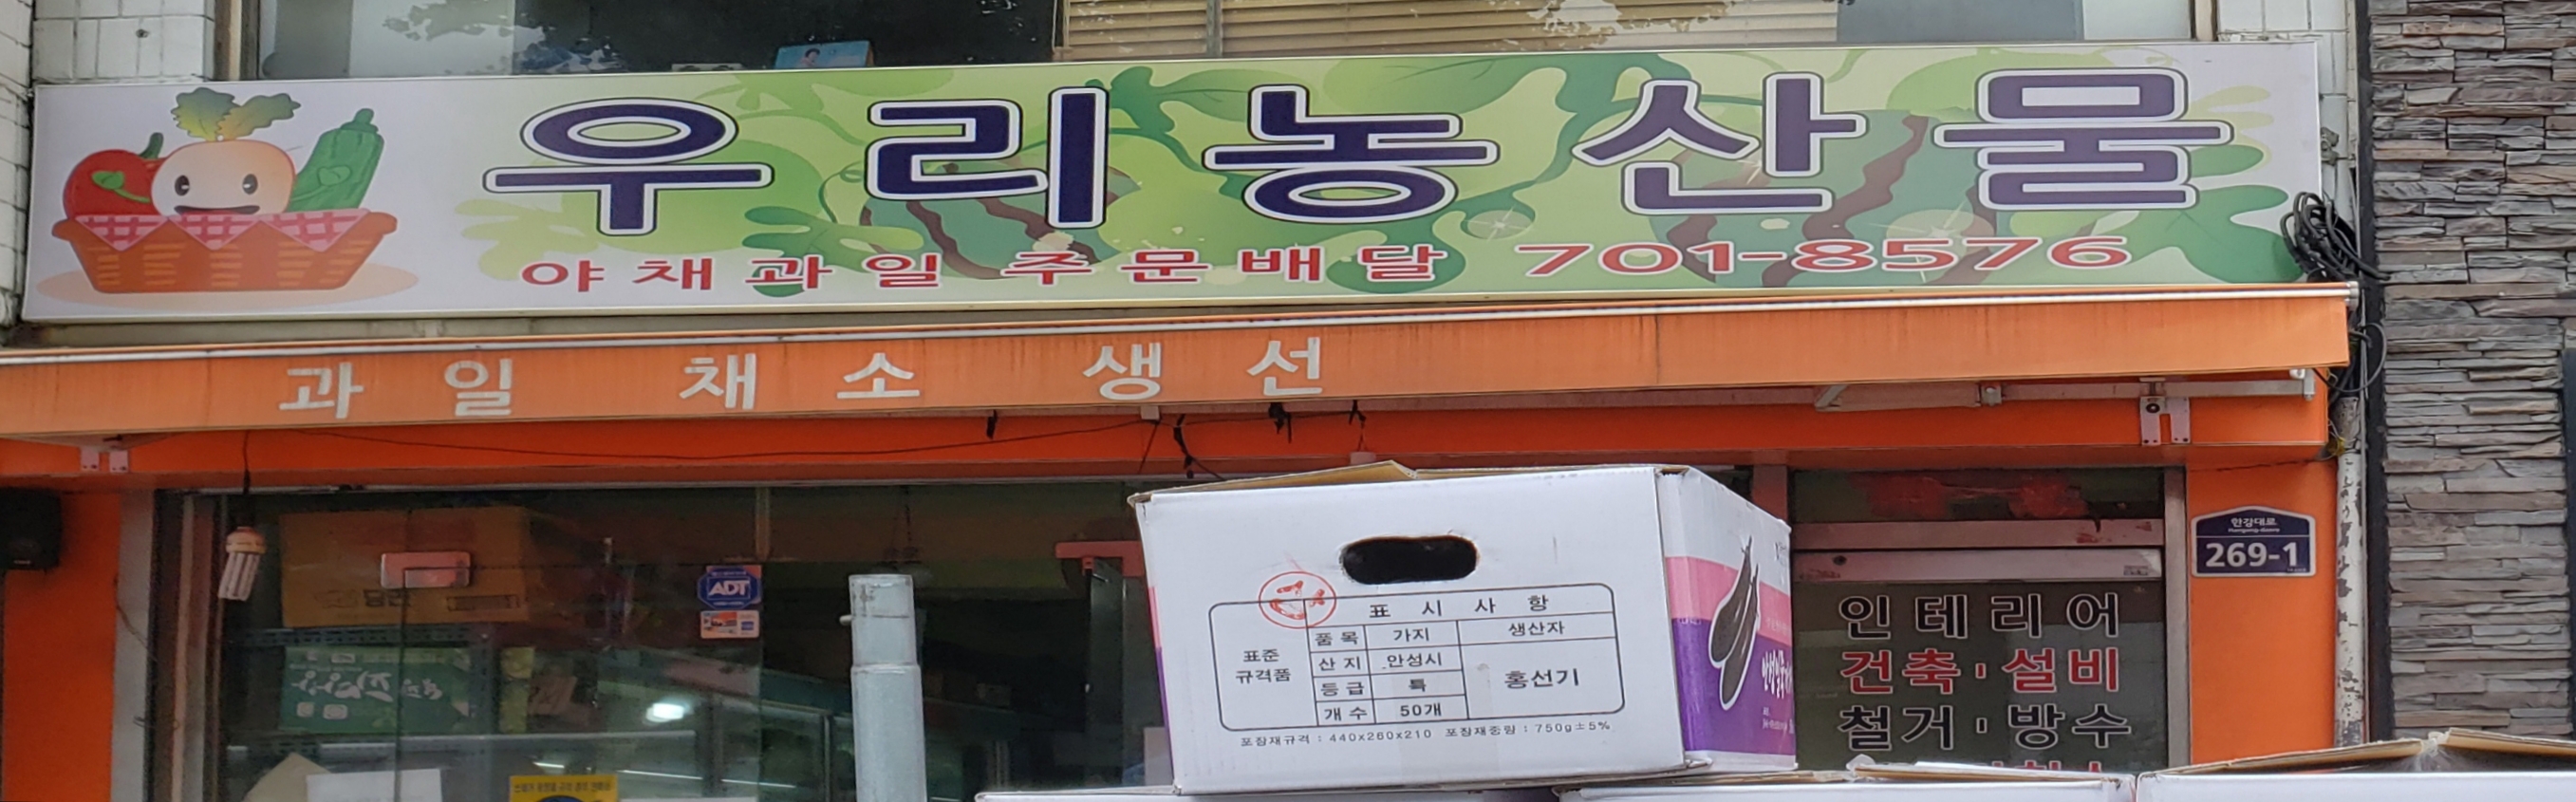 우리농산물
야채과일 주문배달 701-8576
과일 채소 생선
ADT
표시사항
표준 규격품
품목 가지 생산자
산지 안성시 홍선기
등급 특
개수 50개
포장재규격 : 440x260x210 포장재중량 : 750g±5%
한강대로
269-1
인테리어
건축·설비
철거·방수